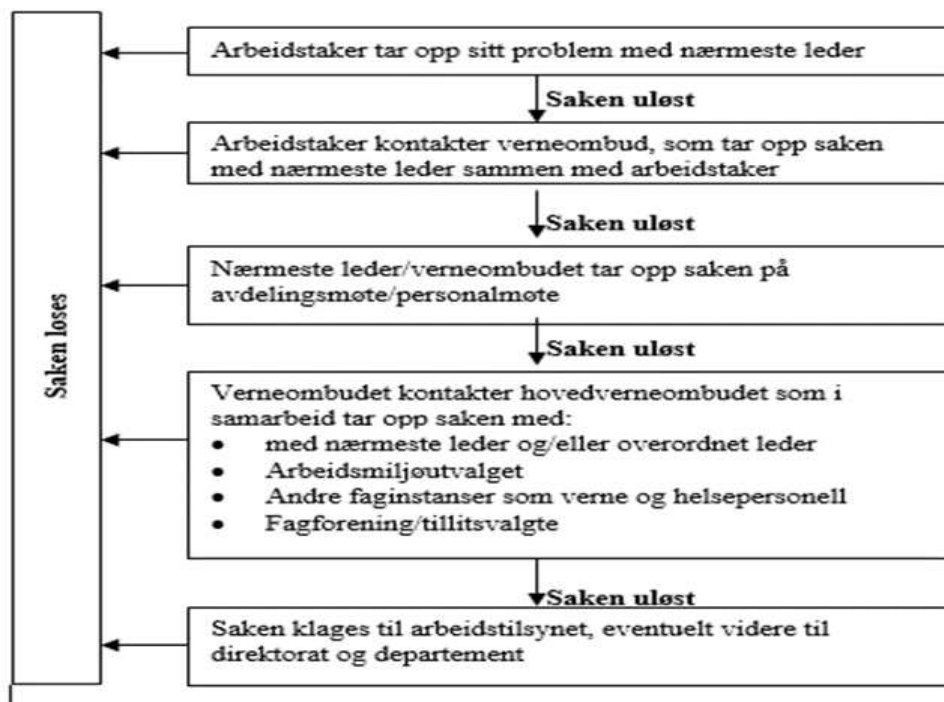 Saken løses
Arbeidstaker tar opp sitt problem med nærmeste leder
Saken uløst
Arbeidstaker kontakter verneombud, som tar opp saken
med nærmeste leder sammen med arbeidstaker
Saken uløst
Nærmeste leder/verneombudet tar opp saken på
avdelingsmøte/personalmøte
Saken uløst
Verneombudet kontakter hovedverneombudet som i
samarbeid tar opp saken med:
• med nærmeste leder og/eller overordnet leder
• Arbeidsmiljøutvalget
• Andre faginstanser som verne og helsepersonell
• Fagforening/tillitsvalgte
Saken uløst
Saken klages til arbeidstilsynet, eventuelt videre til
direktorat og departement